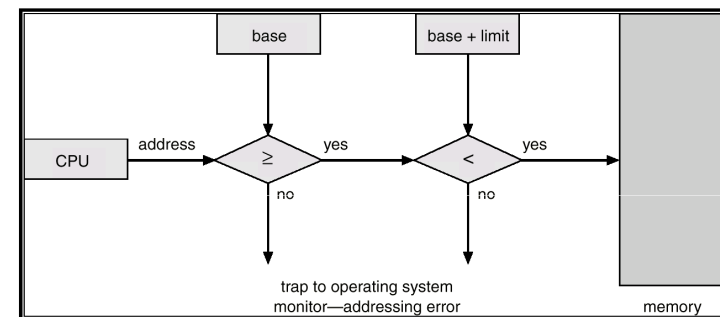 base
base + limit
CPU
address
≥
yes
<
yes
no
no
trap to operating system
monitor—addressing error
memory